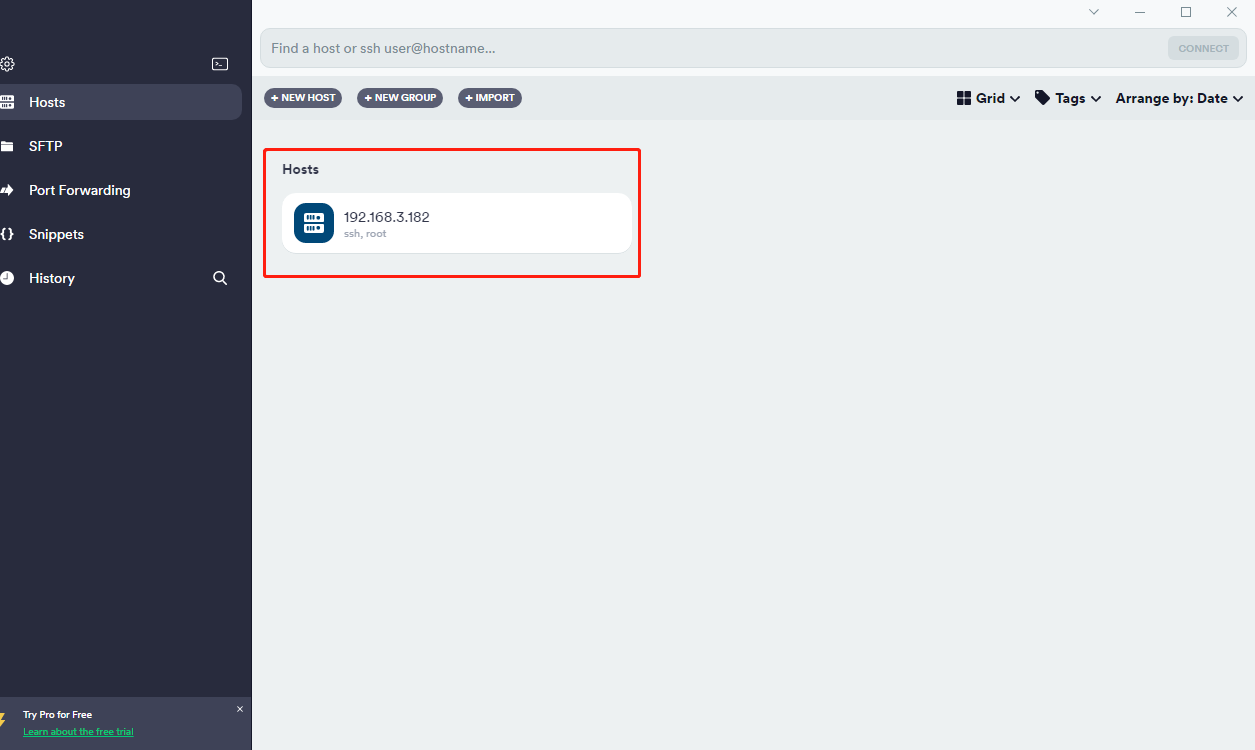 Find a host or ssh user@hostname...
CONNECT
Hosts
SFTP
Port Forwarding
Snippets
History
+ NEW HOST
+ NEW GROUP
+ IMPORT
Grid
Tags
Arrange by: Date
Hosts
192.168.3.182
ssh, root
Try Pro for Free
Learn about the free trial